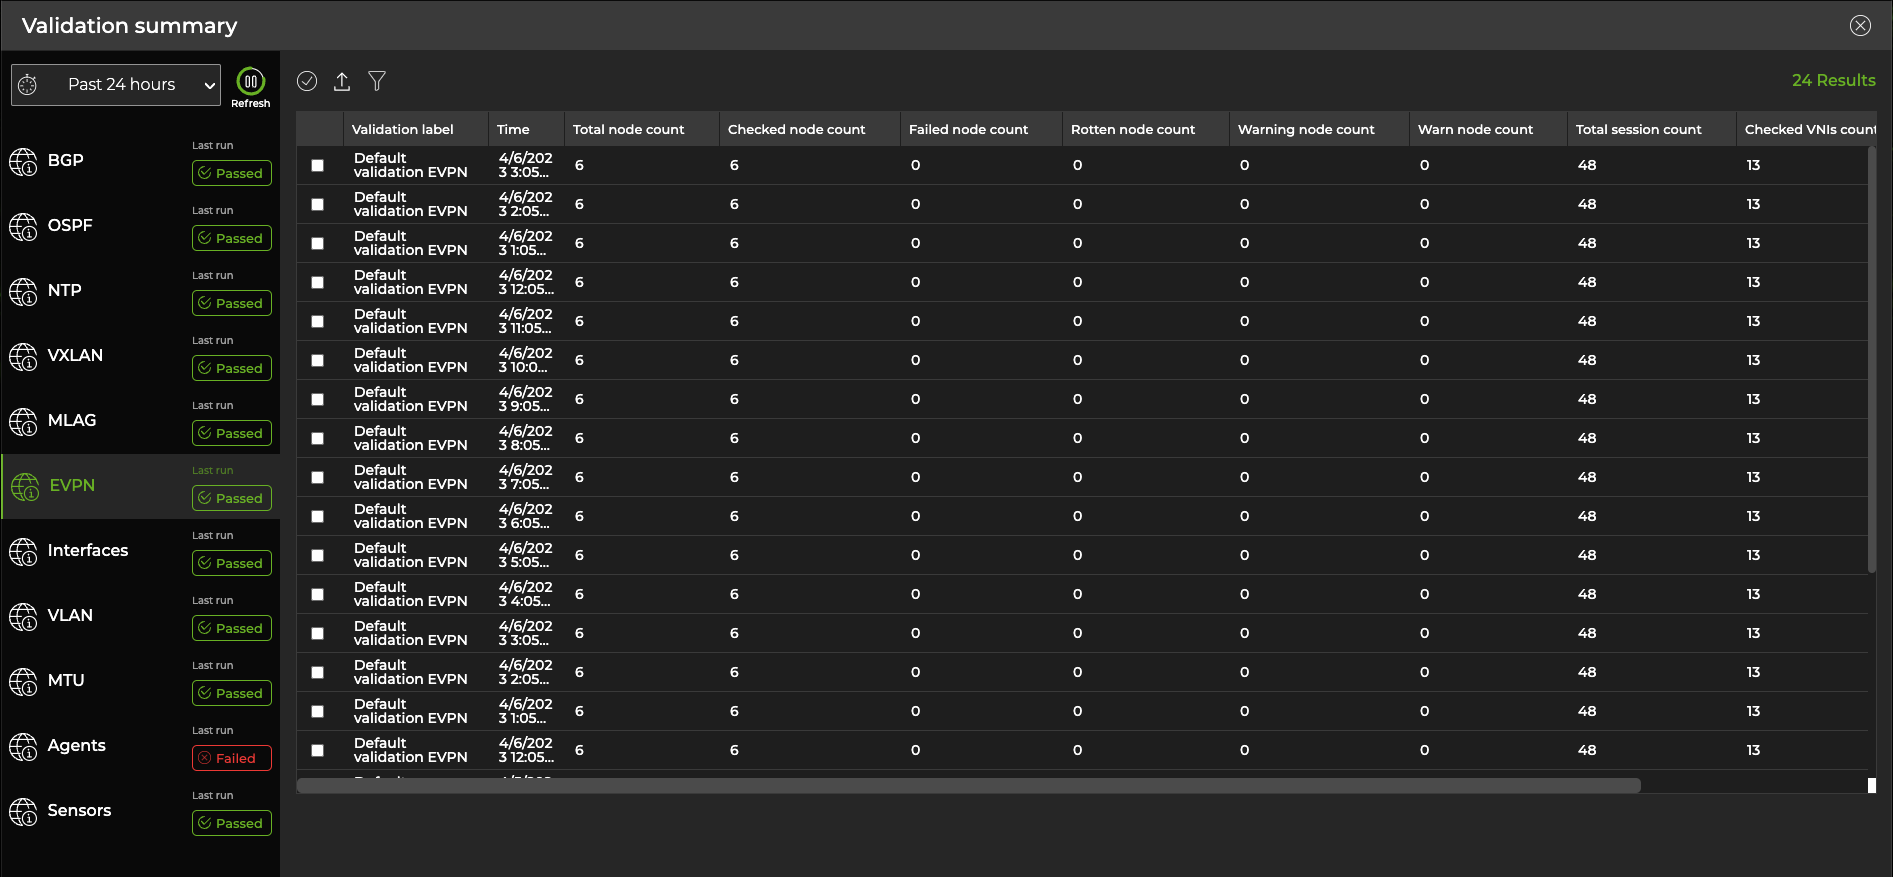 Validation summary
Past 24 hours
Refresh
24 Results
BGP
Last run
Passed
OSPF
Last run
Passed
NTP
Last run
Passed
VXLAN
Last run
Passed
MLAG
Last run
Passed
EVPN
Last run
Passed
Interfaces
Last run
Passed
VLAN
Last run
Passed
MTU
Last run
Passed
Agents
Last run
Failed
Sensors
Last run
Passed
Validation label Time Total node count Checked node count Failed node count Rotten node count Warning node count Warn node count Total session count Checked VNIs count
Default validation EVPN 4/6/2023 3:05... 6 6 0 0 0 0 48 13
Default validation EVPN 4/6/2023 2:05... 6 6 0 0 0 0 48 13
Default validation EVPN 4/6/2023 1:05... 6 6 0 0 0 0 48 13
Default validation EVPN 4/6/2023 12:05... 6 6 0 0 0 0 48 13
Default validation EVPN 4/6/2023 11:05... 6 6 0 0 0 0 48 13
Default validation EVPN 4/6/2023 10:0... 6 6 0 0 0 0 48 13
Default validation EVPN 4/6/2023 9:05... 6 6 0 0 0 0 48 13
Default validation EVPN 4/6/2023 8:05... 6 6 0 0 0 0 48 13
Default validation EVPN 4/6/2023 7:05... 6 6 0 0 0 0 48 13
Default validation EVPN 4/6/2023 6:05... 6 6 0 0 0 0 48 13
Default validation EVPN 4/6/2023 5:05... 6 6 0 0 0 0 48 13
Default validation EVPN 4/6/2023 4:05... 6 6 0 0 0 0 48 13
Default validation EVPN 4/6/2023 3:05... 6 6 0 0 0 0 48 13
Default validation EVPN 4/6/2023 2:05... 6 6 0 0 0 0 48 13
Default validation EVPN 4/6/2023 1:05... 6 6 0 0 0 0 48 13
Default validation EVPN 4/6/2023 12:05... 6 6 0 0 0 0 48 13